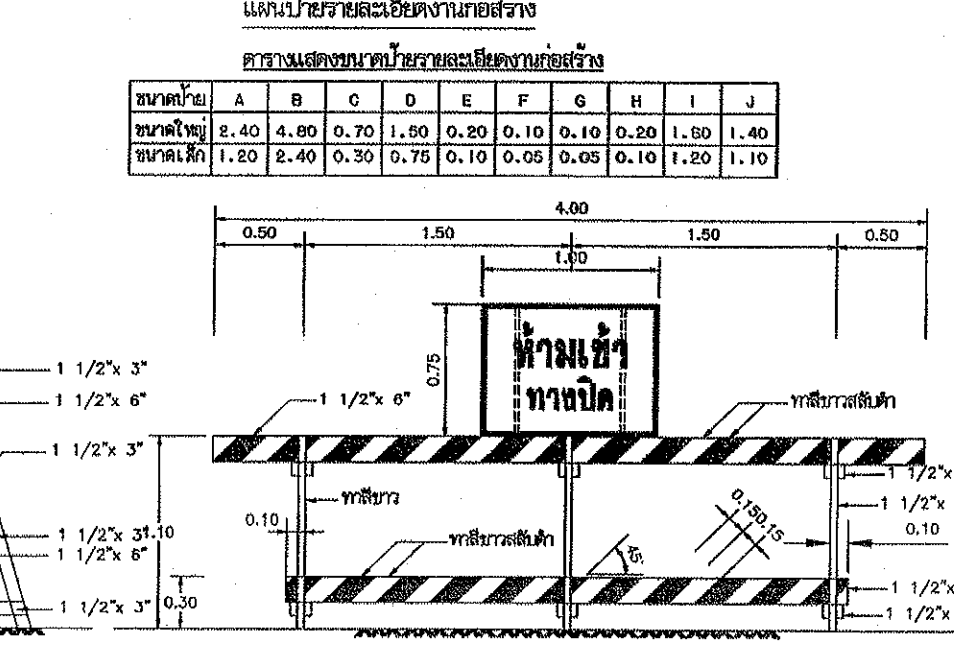 แผ่นป้ายรายละเอียดงานก่อสร้าง
ตารางแสดงขนาดป้ายรายละเอียดงานก่อสร้าง
ขนาดป้าย A B C D E F G H I J
ขนาดใหญ่ 2.40 4.80 0.70 1.50 0.20 0.10 0.10 0.20 1.60 1.40
ขนาดเล็ก 1.20 2.40 0.30 0.75 0.10 0.05 0.05 0.10 1.20 1.10
4.00
0.50 1.50 1.50 0.50
1.00
0.75
ห้ามเข้า
ทางปิด
1 1/2"x 3"
1 1/2"x 6"
1 1/2"x 6"
ทาสีขาวสลับดำ
1 1/2"x 3"
1 1/2"x
ทาสีขาว
1 1/2"x
0.10
0.150.15
0.10
1 1/2"x 3"
1.10
ทาสีขาวสลับดำ
45°
1 1/2"x 6"
1 1/2"x
1 1/2"x 3"
0.30
1 1/2"x